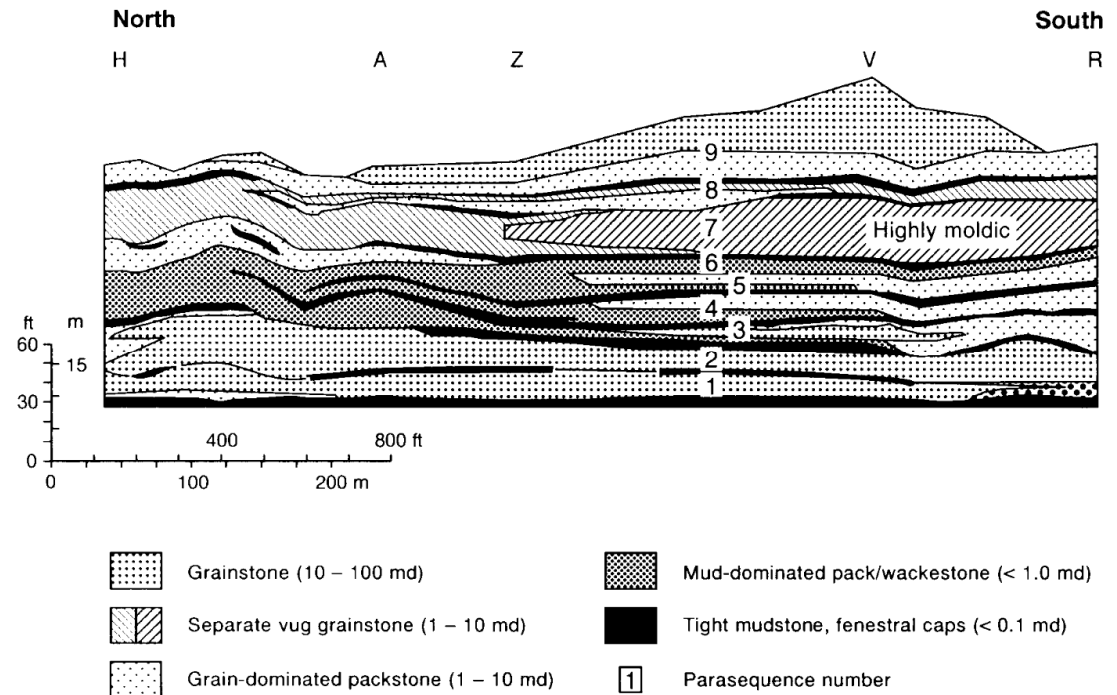 North South
H A Z V R
9
8
7
Highly moldic
6
5
4
3
2
1
ft m
60
15
30
0
400 800 ft
0 100 200 m
Grainstone (10 – 100 md)
Mud-dominated pack/wackestone (< 1.0 md)
Separate vug grainstone (1 – 10 md)
Tight mudstone, fenestral caps (< 0.1 md)
Grain-dominated packstone (1 – 10 md)
1 Parasequence number